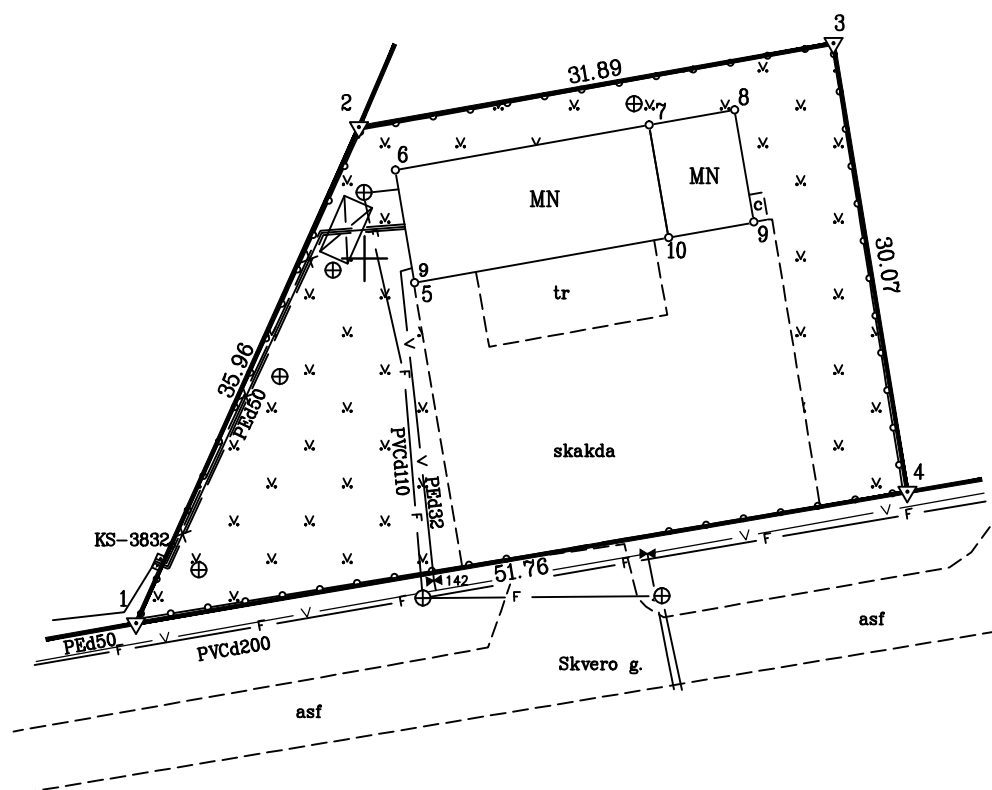 3
31.89
2
8
7
6
MN
MN
c
9
10
9
5
tr
30.07
35.96
PEd50
PVCd110
PEd32
skakda
4
KS-3832
V
F
V
F
V
F
V
F
142
51.76
F
1
F
PEd50
F
V
V
F
PVCd200
asf
Skvero g.
asf